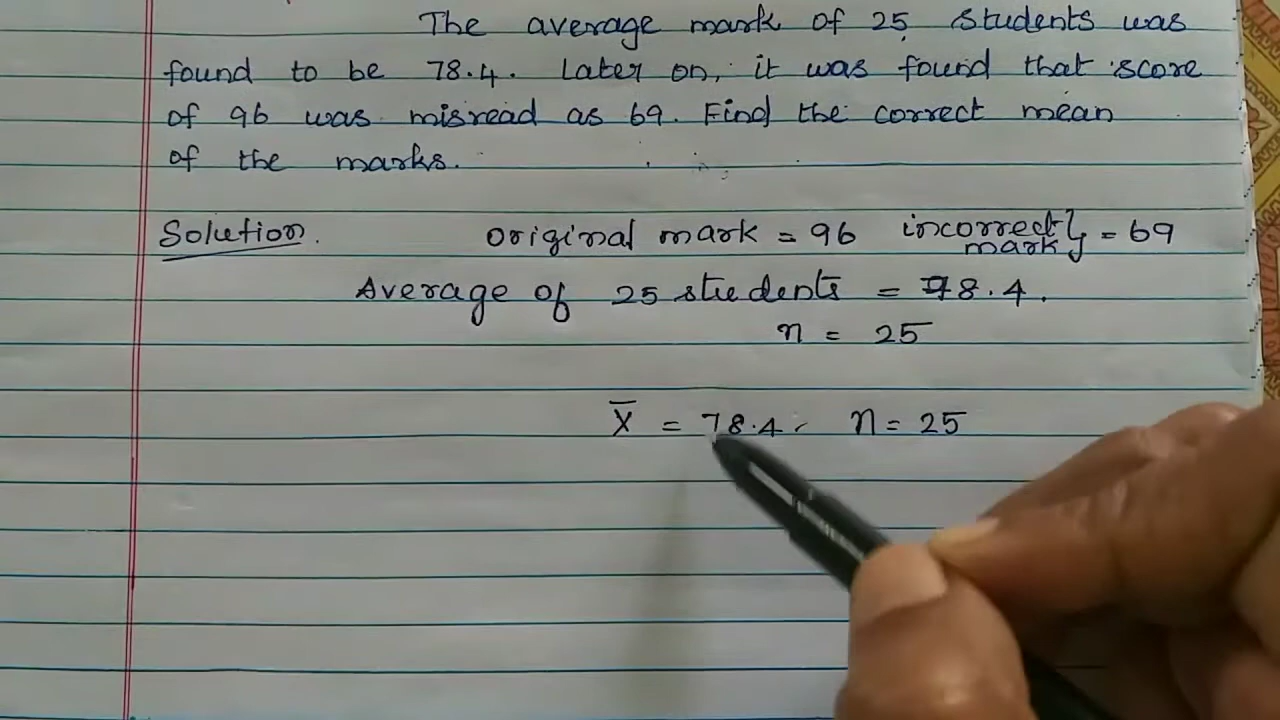 The average mark of 25 students was
found to be 78.4. Later on, it was found that score
of 96 was misread as 69. Find the correct mean
of the marks.
Solution. original mark = 96 incorrect mark } = 69
Average of 25 students = 78.4.
n = 25
X̅ = 78.4, n = 25